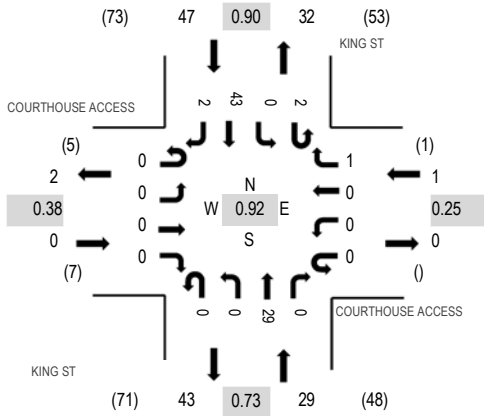 (73) 47 0.90 32 (53)
KING ST
2 43 0 2
COURTHOUSE ACCESS
(5) 0 1 (1)
2 0 N 0 1
0.38 W 0.92 E 0.25
0 0 S 0 0
(7) 0 0 ()
0 0 29 0
COURTHOUSE ACCESS
KING ST
(71) 43 0.73 29 (48)